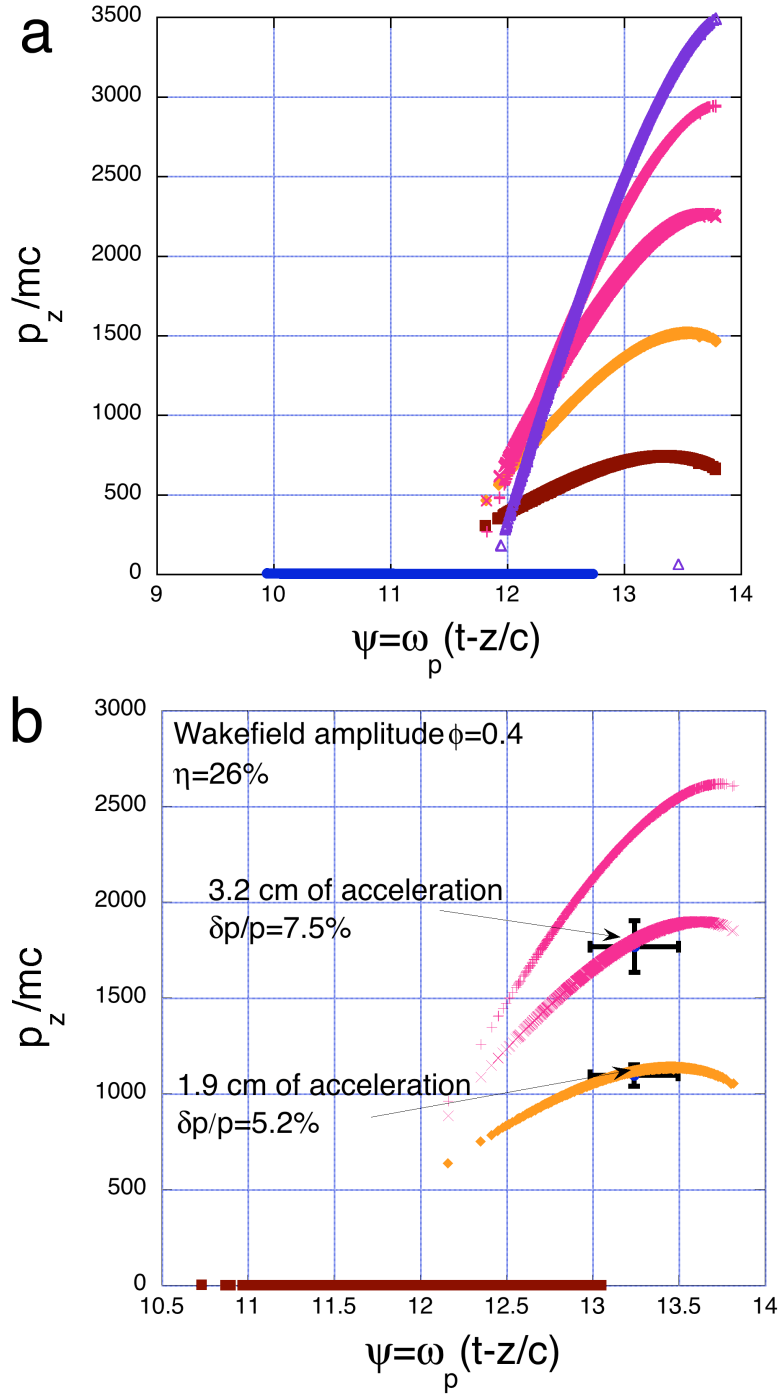 a
3500
3000
2500
2000
1500
1000
500
0
p_z/mc
9 10 11 12 13 14
ψ=ω_p(t-z/c)
b
3000
2500
2000
1500
1000
500
0
p_z/mc
Wakefield amplitude ϕ=0.4
η=26%
3.2 cm of acceleration
δp/p=7.5%
1.9 cm of acceleration
δp/p=5.2%
10.5 11 11.5 12 12.5 13 13.5 14
ψ=ω_p(t-z/c)